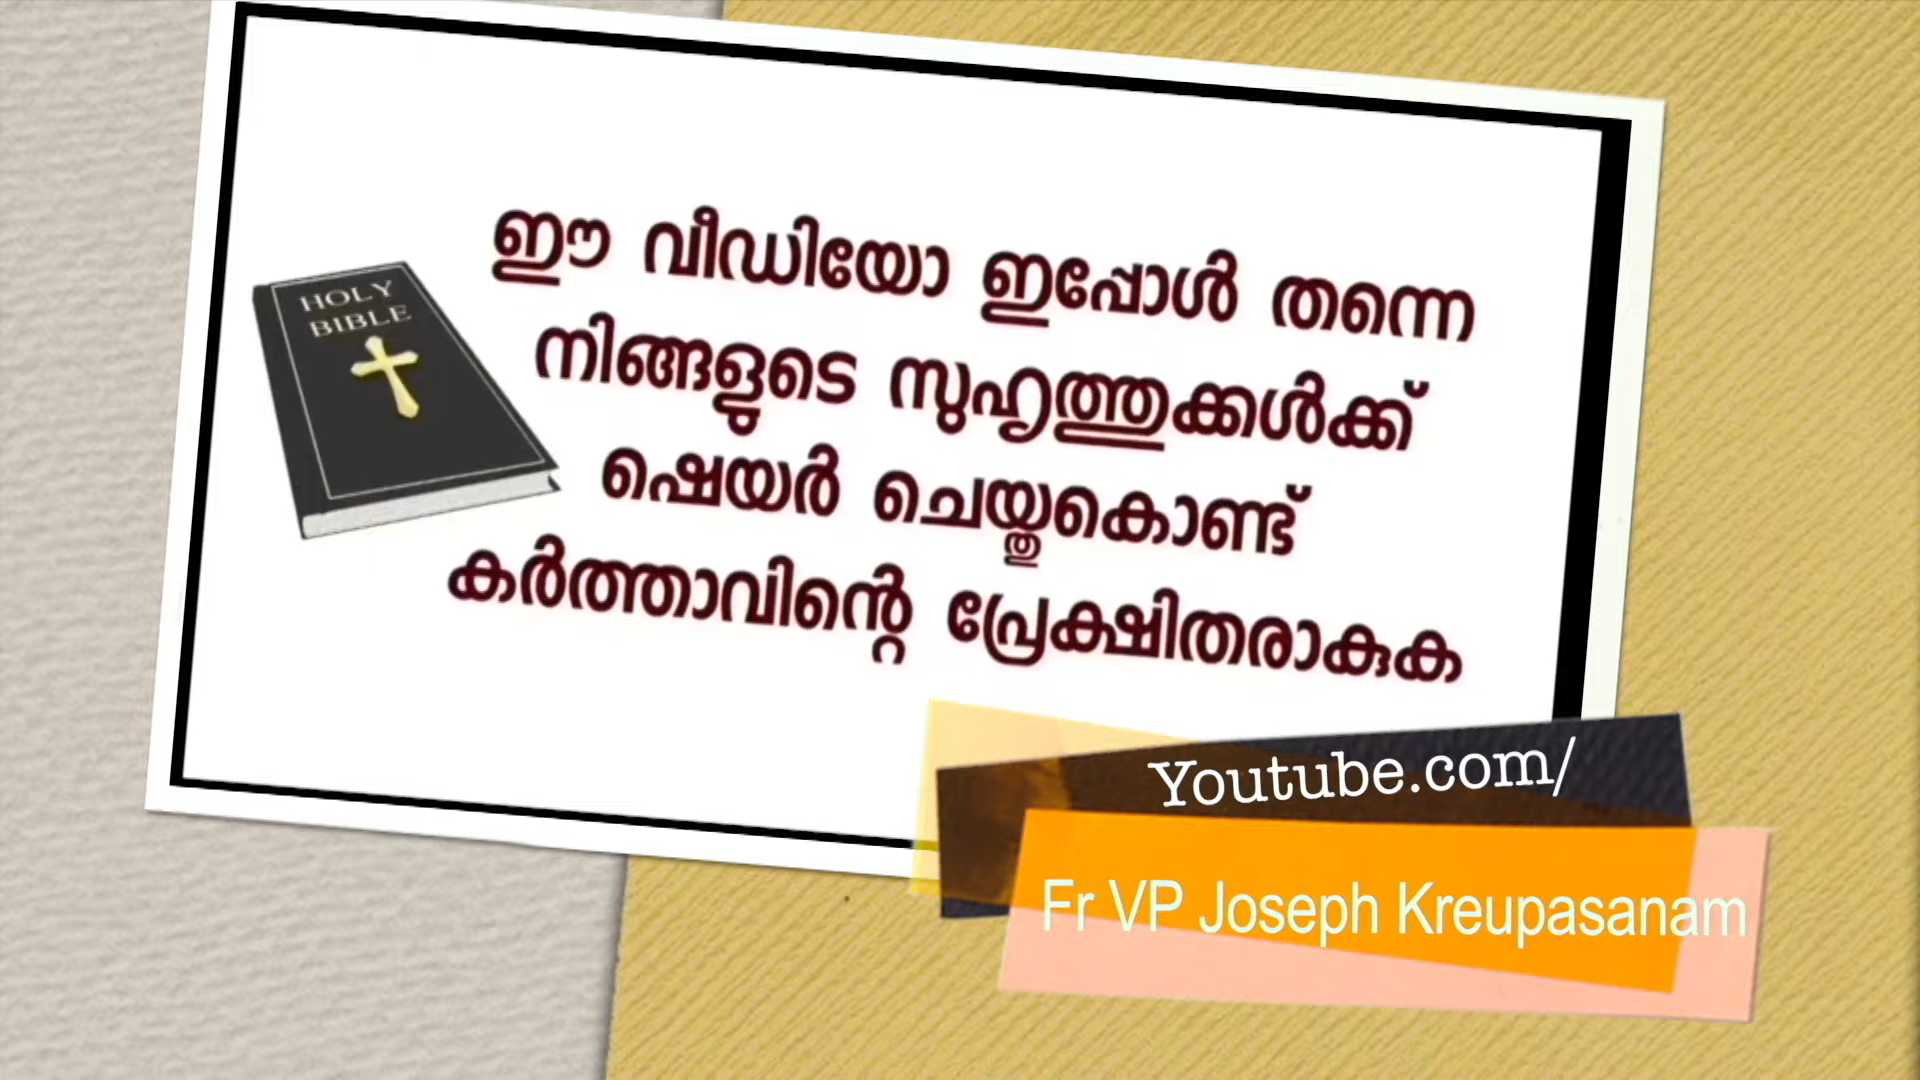 HOLY
BIBLE
ഈ വീഡിയോ ഇപ്പോൾ തന്നെ
നിങ്ങളുടെ സുഹൃത്തുക്കൾക്ക്
ഷെയർ ചെയ്തുകൊണ്ട്
കർത്താവിന്റെ പ്രേക്ഷിതരാകുക
Youtube.com/
Fr VP Joseph Kreupasanam